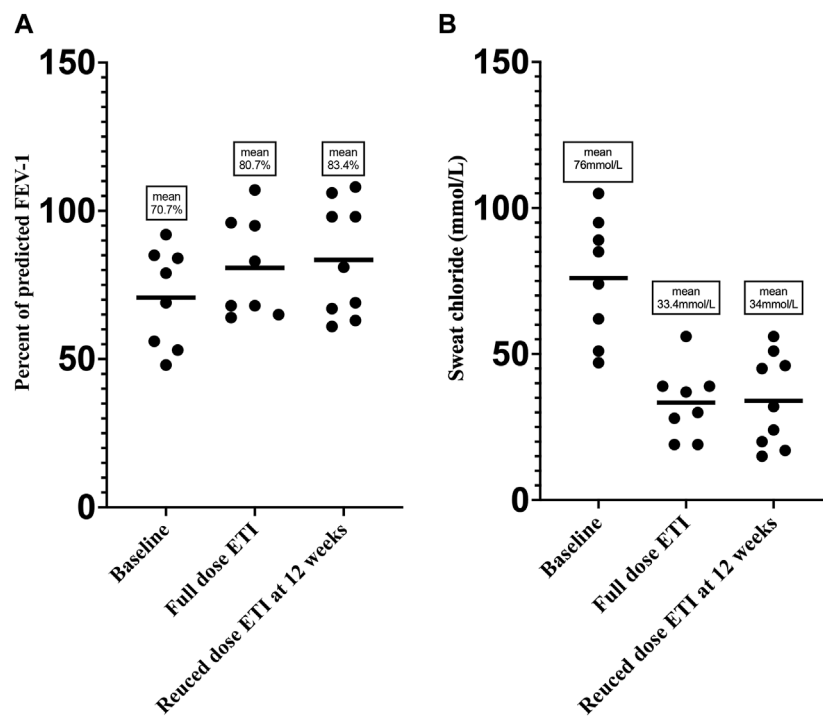 A
Percent of predicted FEV-1
150
100
50
0
mean
70.7%
mean
80.7%
mean
83.4%
Baseline
Full dose ETI
Reuced dose ETI at 12 weeks
B
Sweat chloride (mmol/L)
150
100
50
0
mean
76mmol/L
mean
33.4mmol/L
mean
34mmol/L
Baseline
Full dose ETI
Reuced dose ETI at 12 weeks